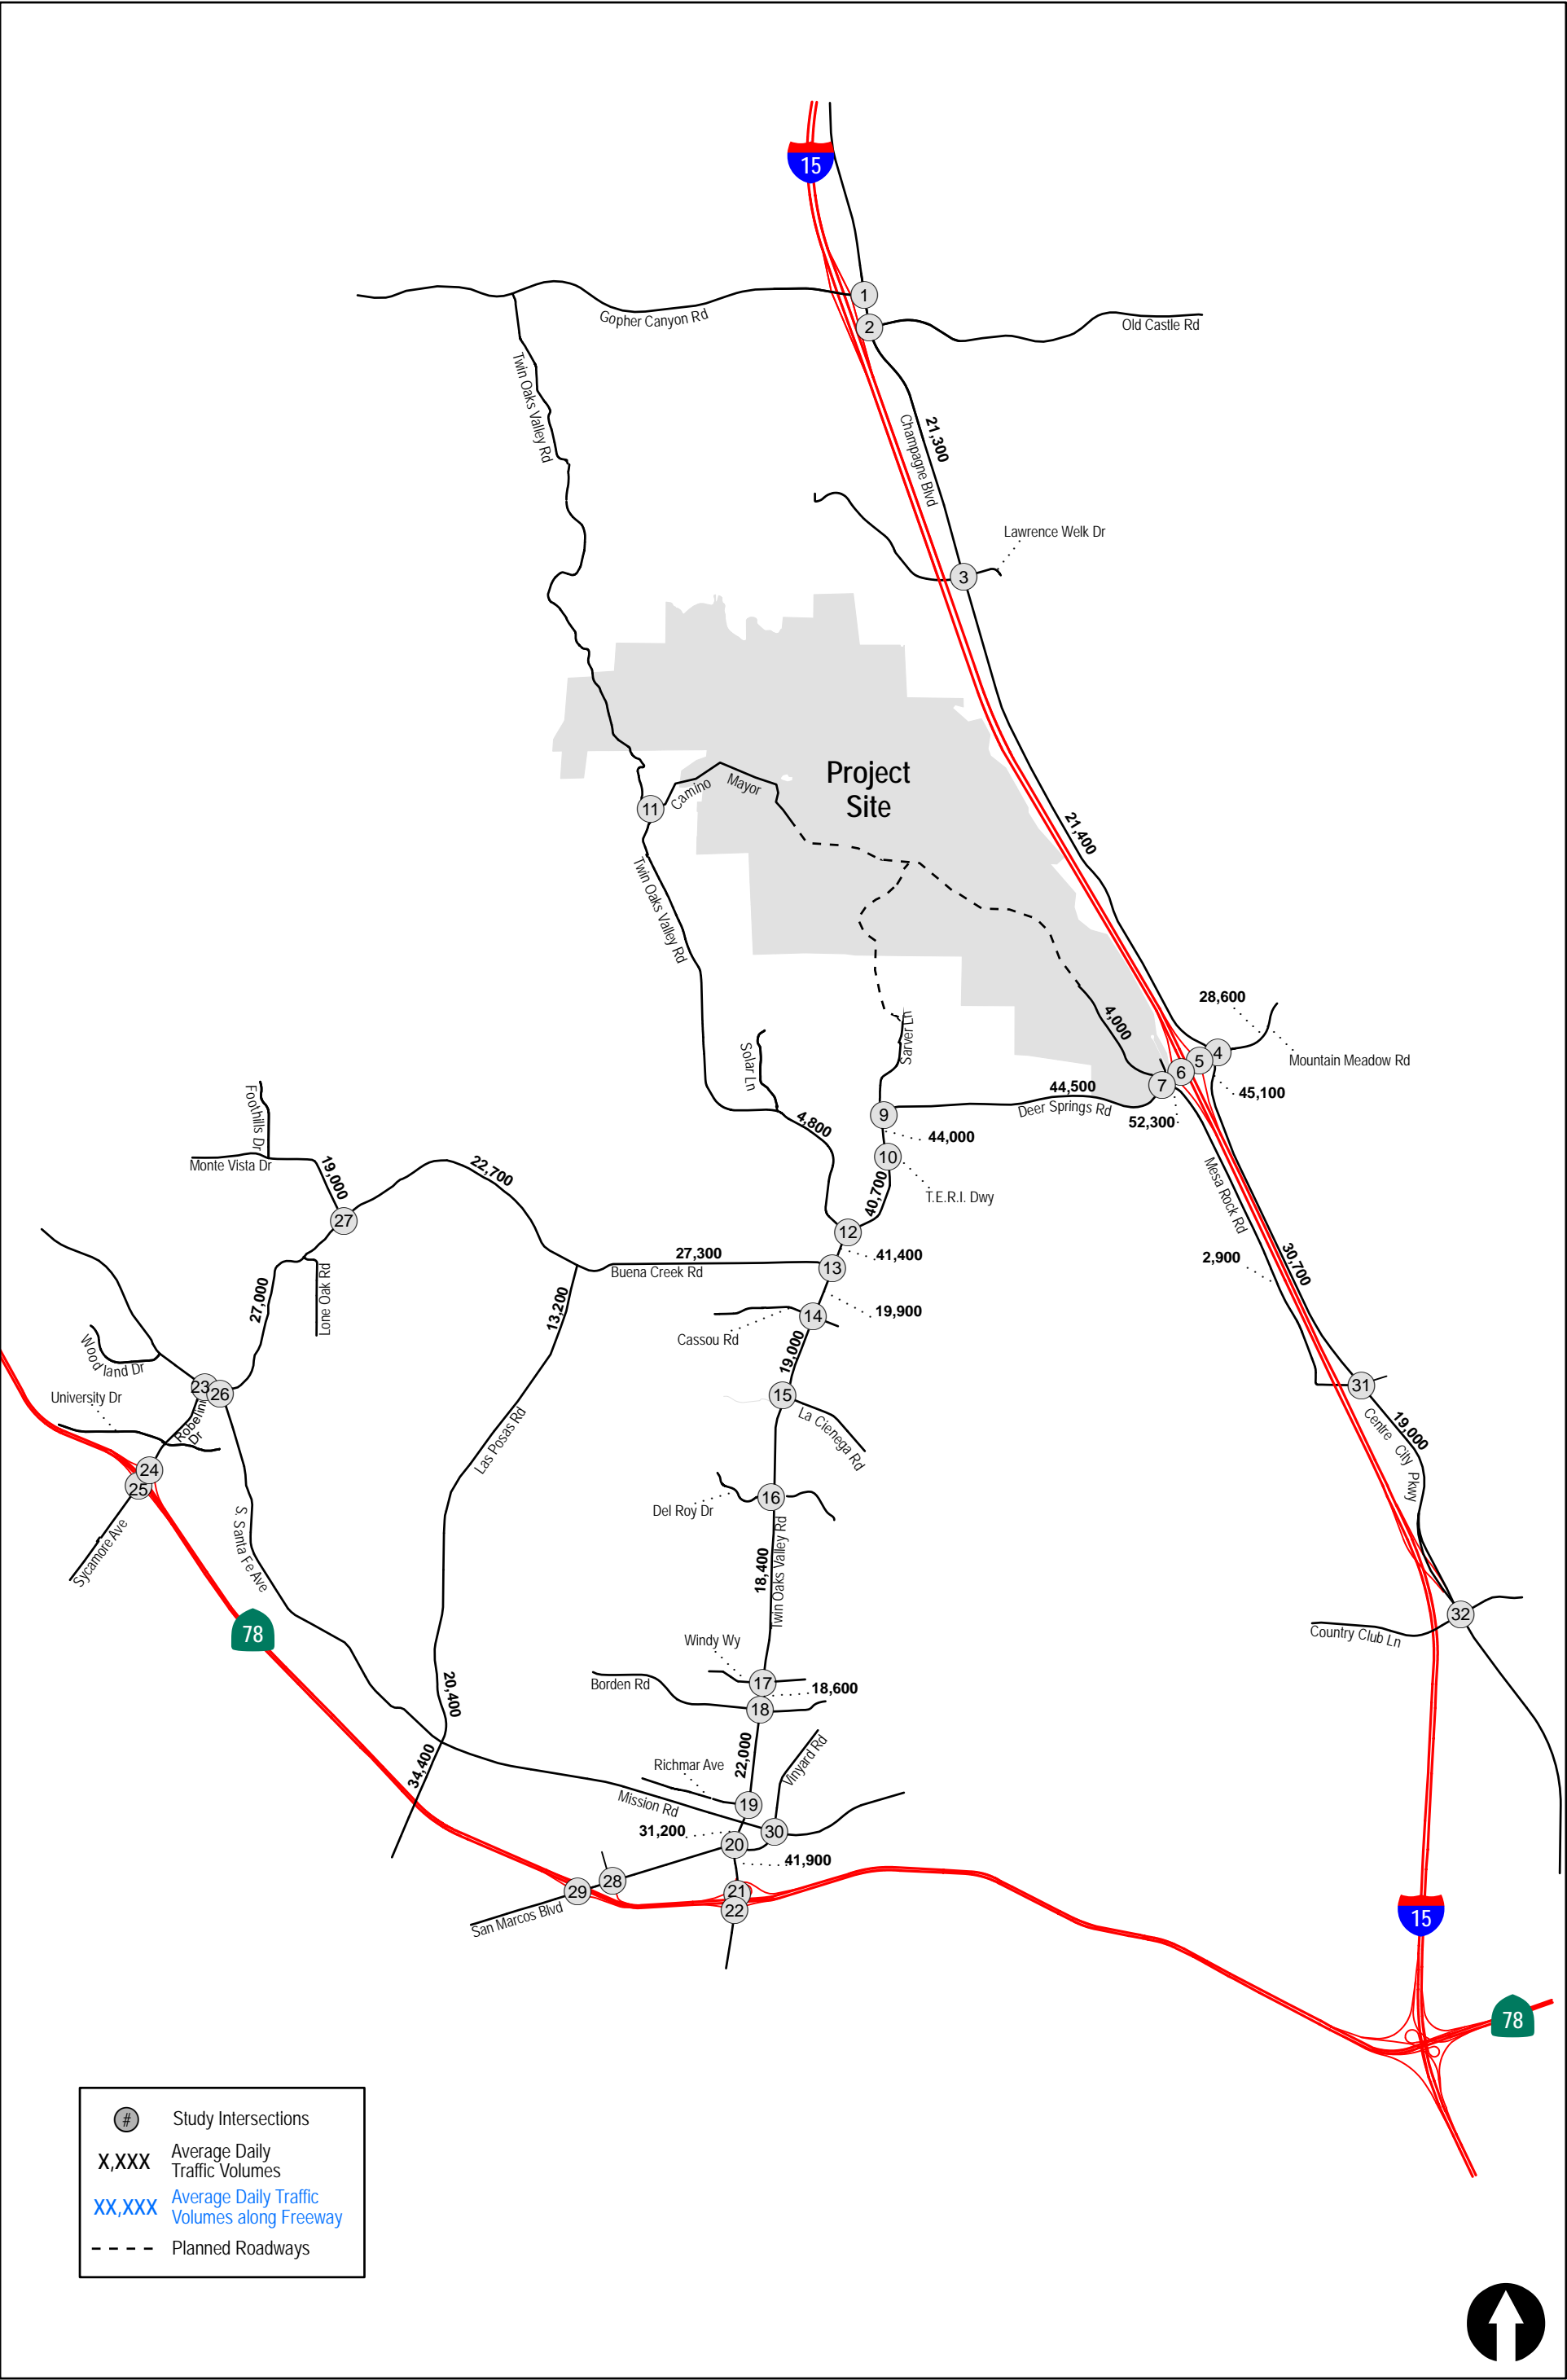 15
1
2
Gopher Canyon Rd
Old Castle Rd
Twin Oaks Valley Rd
Champagne Blvd
21,300
Lawrence Welk Dr
3
Project
Site
Camino
Mayor
11
21,400
Twin Oaks Valley Rd
28,600
4,000
Sarver Ln
Solar Ln
4
5
6
7
Mountain Meadow Rd
44,500
Deer Springs Rd
45,100
52,300
Foothills Dr
9
4,800
44,000
Monte Vista Dr
19,000
22,700
10
T.E.R.I. Dwy
40,700
Mesa Rock Rd
27
12
41,400
27,300
Buena Creek Rd
13
2,900
30,700
27,000
Lone Oak Rd
13,200
19,900
14
Cassou Rd
19,000
Woodland Dr
23
26
15
31
University Dr
Robelini
Dr
La Cienega Rd
Centre City Pkwy
19,000
Las Posas Rd
24
25
16
Del Roy Dr
Sycamore Ave
S. Santa Fe Ave
18,400
Twin Oaks Valley Rd
78
32
Country Club Ln
Windy Wy
17
Borden Rd
18,600
20,400
18
22,000
Vinyard Rd
34,400
Richmar Ave
Mission Rd
19
31,200
30
20
41,900
28
29
21
22
San Marcos Blvd
15
78
#
Study Intersections
X,XXX
Average Daily
Traffic Volumes
XX,XXX
Average Daily Traffic
Volumes along Freeway
Planned Roadways